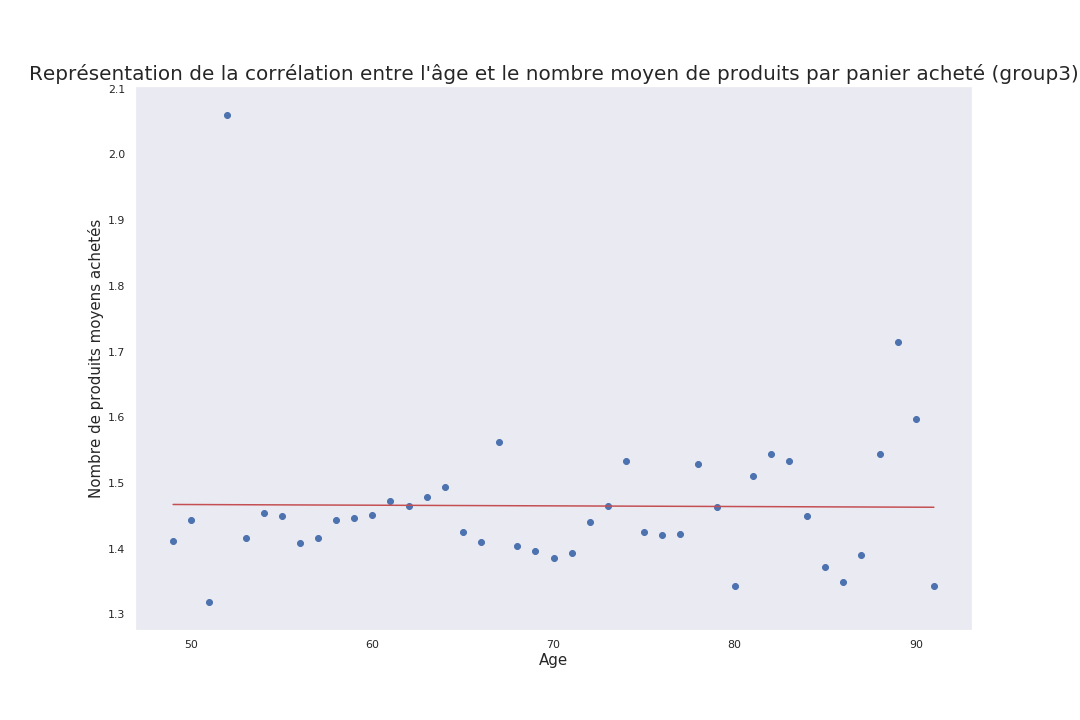 Représentation de la corrélation entre l'âge et le nombre moyen de produits par panier acheté (group3)
2.1
2.0
1.9
1.8
1.7
1.6
1.5
1.4
1.3
Nombre de produits moyens achetés
50 60 70 80 90
Age